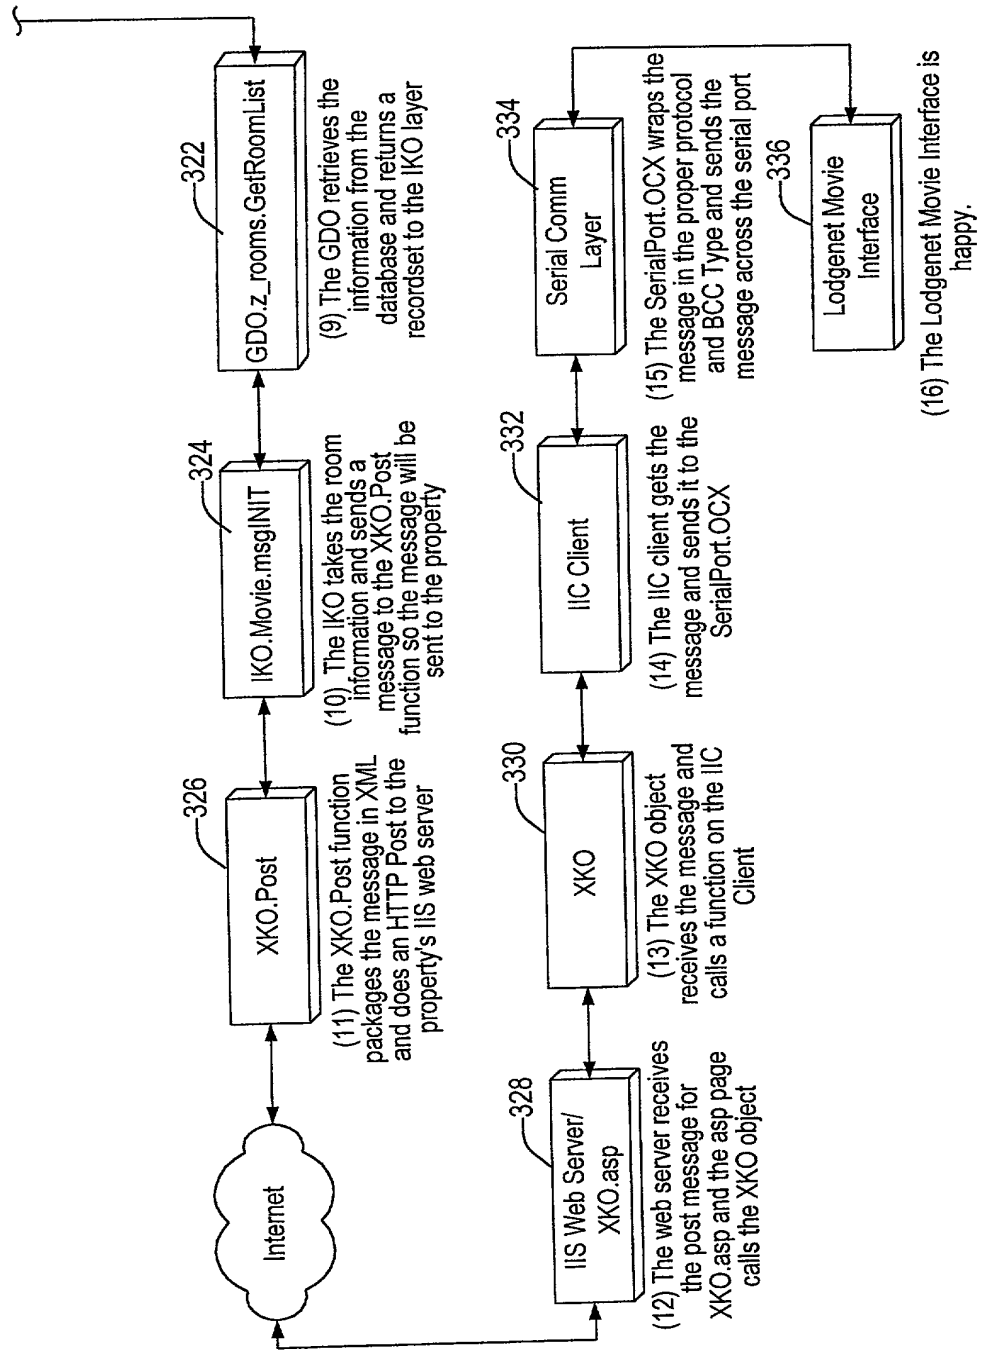 322
GDO.z_rooms.GetRoomList
(9) The GDO retrieves the
information from the
database and returns a
recordset to the IKO layer
324
IKO.Movie.msgINIT
(10) The IKO takes the room
information and sends a
message to the XKO.Post
function so the message will be
sent to the property
326
XKO.Post
(11) The XKO.Post function
packages the message in XML
and does an HTTP Post to the
property's IIS web server
Internet
328
IIS Web Server/
XKO.asp
(12) The web server receives
the post message for
XKO.asp and the asp page
calls the XKO object
330
XKO
(13) The XKO object
receives the message and
calls a function on the IIC
Client
332
IIC Client
(14) The IIC client gets the
message and sends it to the
SerialPort.OCX
334
Serial Comm
Layer
(15) The SerialPort.OCX wraps the
message in the proper protocol
and BCC Type and sends the
message across the serial port
336
Lodgenet Movie
Interface
(16) The Lodgenet Movie Interface is
happy.